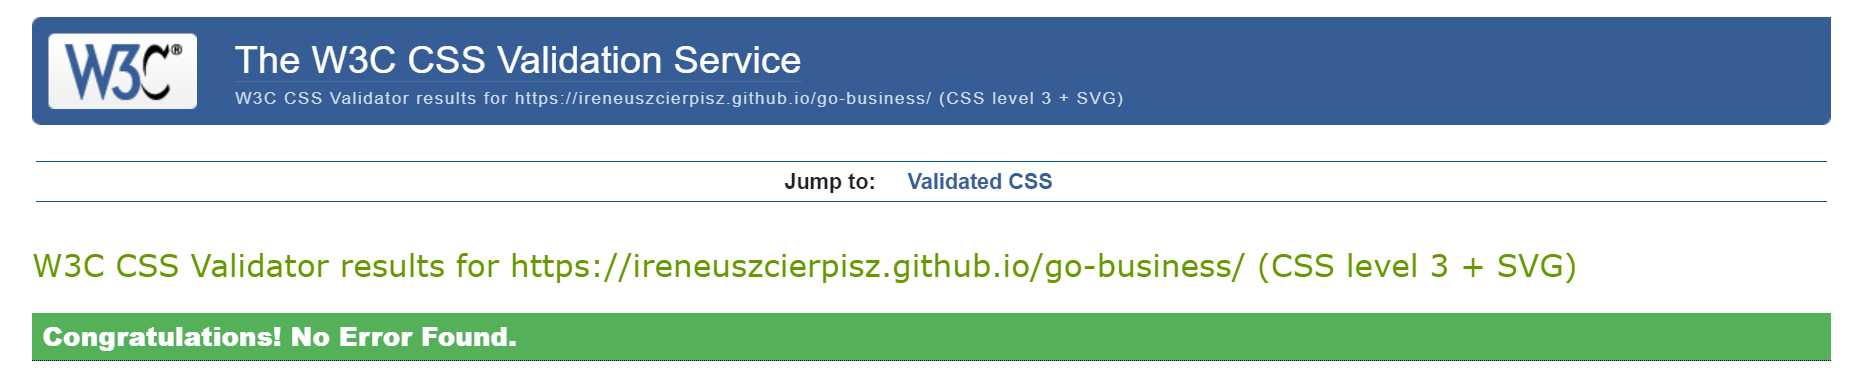 W3C®
The W3C CSS Validation Service
W3C CSS Validator results for https://ireneuszcierpisz.github.io/go-business/ (CSS level 3 + SVG)
Jump to: Validated CSS
W3C CSS Validator results for https://ireneuszcierpisz.github.io/go-business/ (CSS level 3 + SVG)
Congratulations! No Error Found.